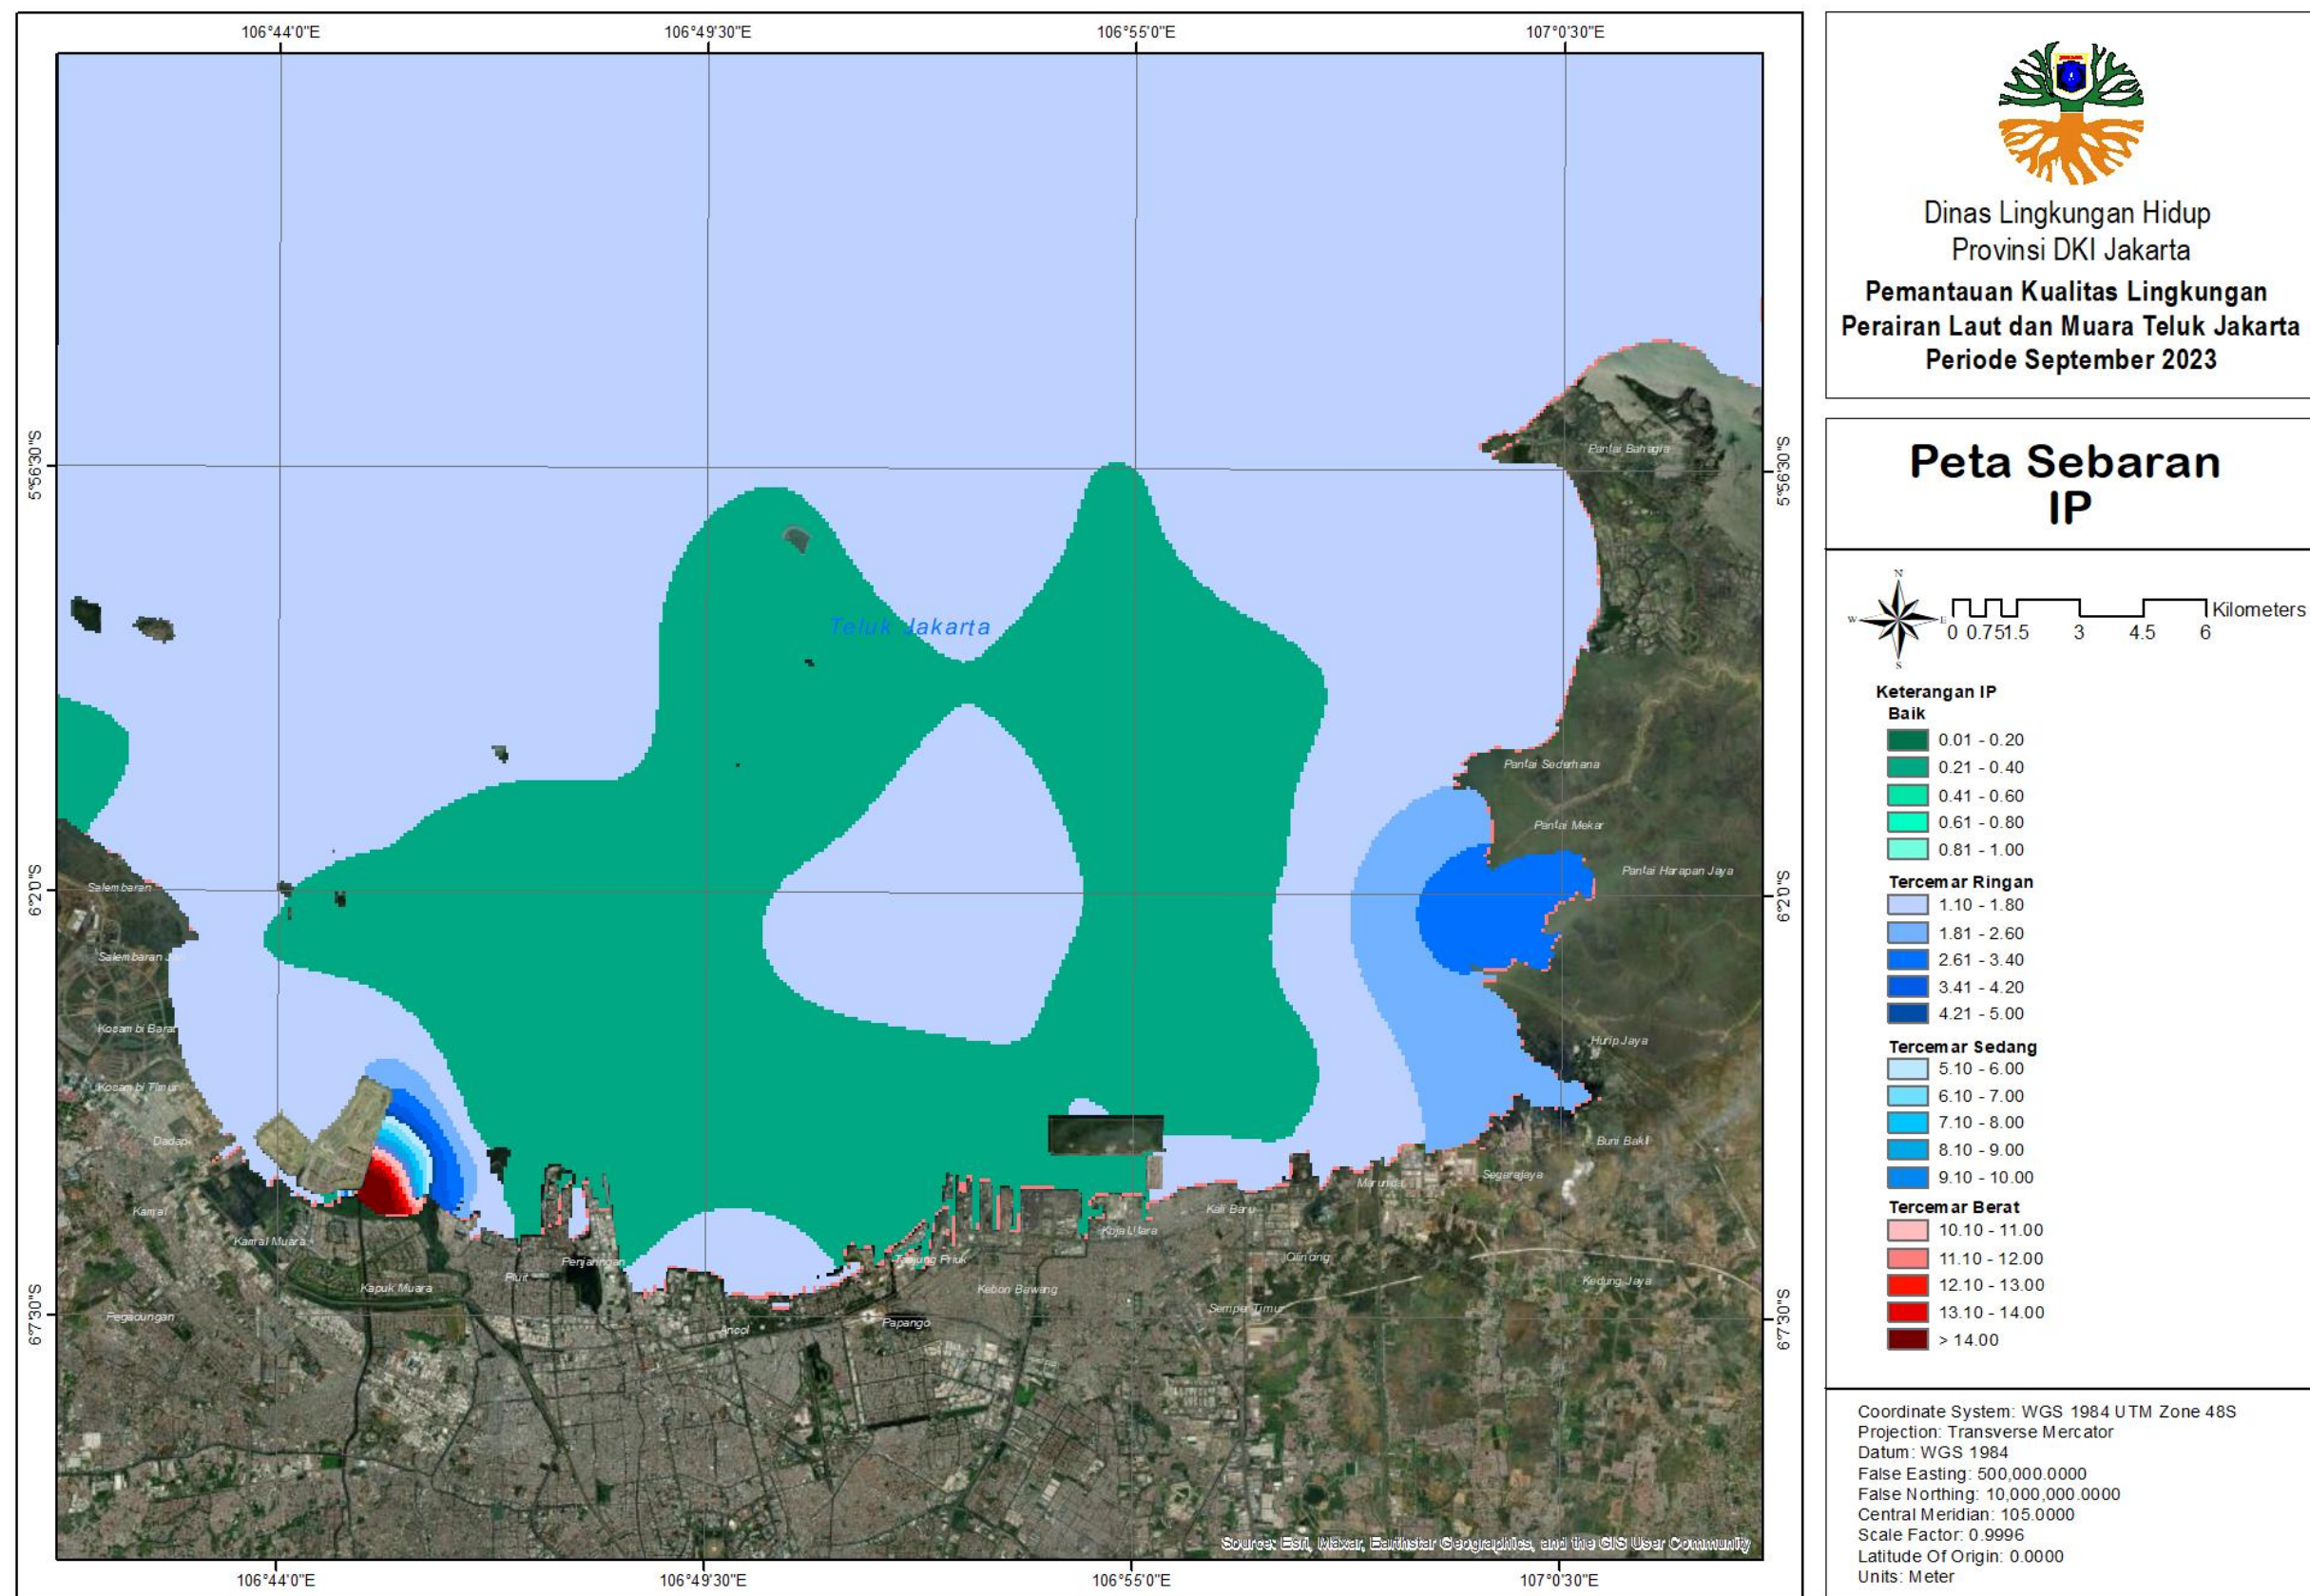 106°44'0"E
106°49'30"E
106°55'0"E
107°0'30"E
5°56'30"S
5°56'30"S
6°2'0"S
6°2'0"S
6°7'30"S
6°7'30"S
Pantai Bahagia
Teluk Jakarta
Pantai Sederhana
Pantai Mekar
Pantai Harapan Jaya
Salembaran
Salembaran
Kosambi Barat
Hurip Jaya
Kosambi Timur
Dadap
Buni Bakti
Segarajaya
Marunda
Kamal
Kali Baru
Koja Utara
Kamal Muara
Penjaringan
Tanjung Priuk
Cilincing
Pluit
Kapuk Muara
Kebon Bawang
Kedung Jaya
Pegadungan
Semper Timur
Ancol
Papango
Source: Esri, Maxar, Earthstar Geographics, and the GIS User Community
106°44'0"E
106°49'30"E
106°55'0"E
107°0'30"E
Dinas Lingkungan Hidup
Provinsi DKI Jakarta
Pemantauan Kualitas Lingkungan
Perairan Laut dan Muara Teluk Jakarta
Periode September 2023
Peta Sebaran
IP
N
W
E
S
Kilometers
0 0.75 1.5 3 4.5 6
Keterangan IP
Baik
0.01 - 0.20
0.21 - 0.40
0.41 - 0.60
0.61 - 0.80
0.81 - 1.00
Tercemar Ringan
1.10 - 1.80
1.81 - 2.60
2.61 - 3.40
3.41 - 4.20
4.21 - 5.00
Tercemar Sedang
5.10 - 6.00
6.10 - 7.00
7.10 - 8.00
8.10 - 9.00
9.10 - 10.00
Tercemar Berat
10.10 - 11.00
11.10 - 12.00
12.10 - 13.00
13.10 - 14.00
> 14.00
Coordinate System: WGS 1984 UTM Zone 48S
Projection: Transverse Mercator
Datum: WGS 1984
False Easting: 500,000.0000
False Northing: 10,000,000.0000
Central Meridian: 105.0000
Scale Factor: 0.9996
Latitude Of Origin: 0.0000
Units: Meter